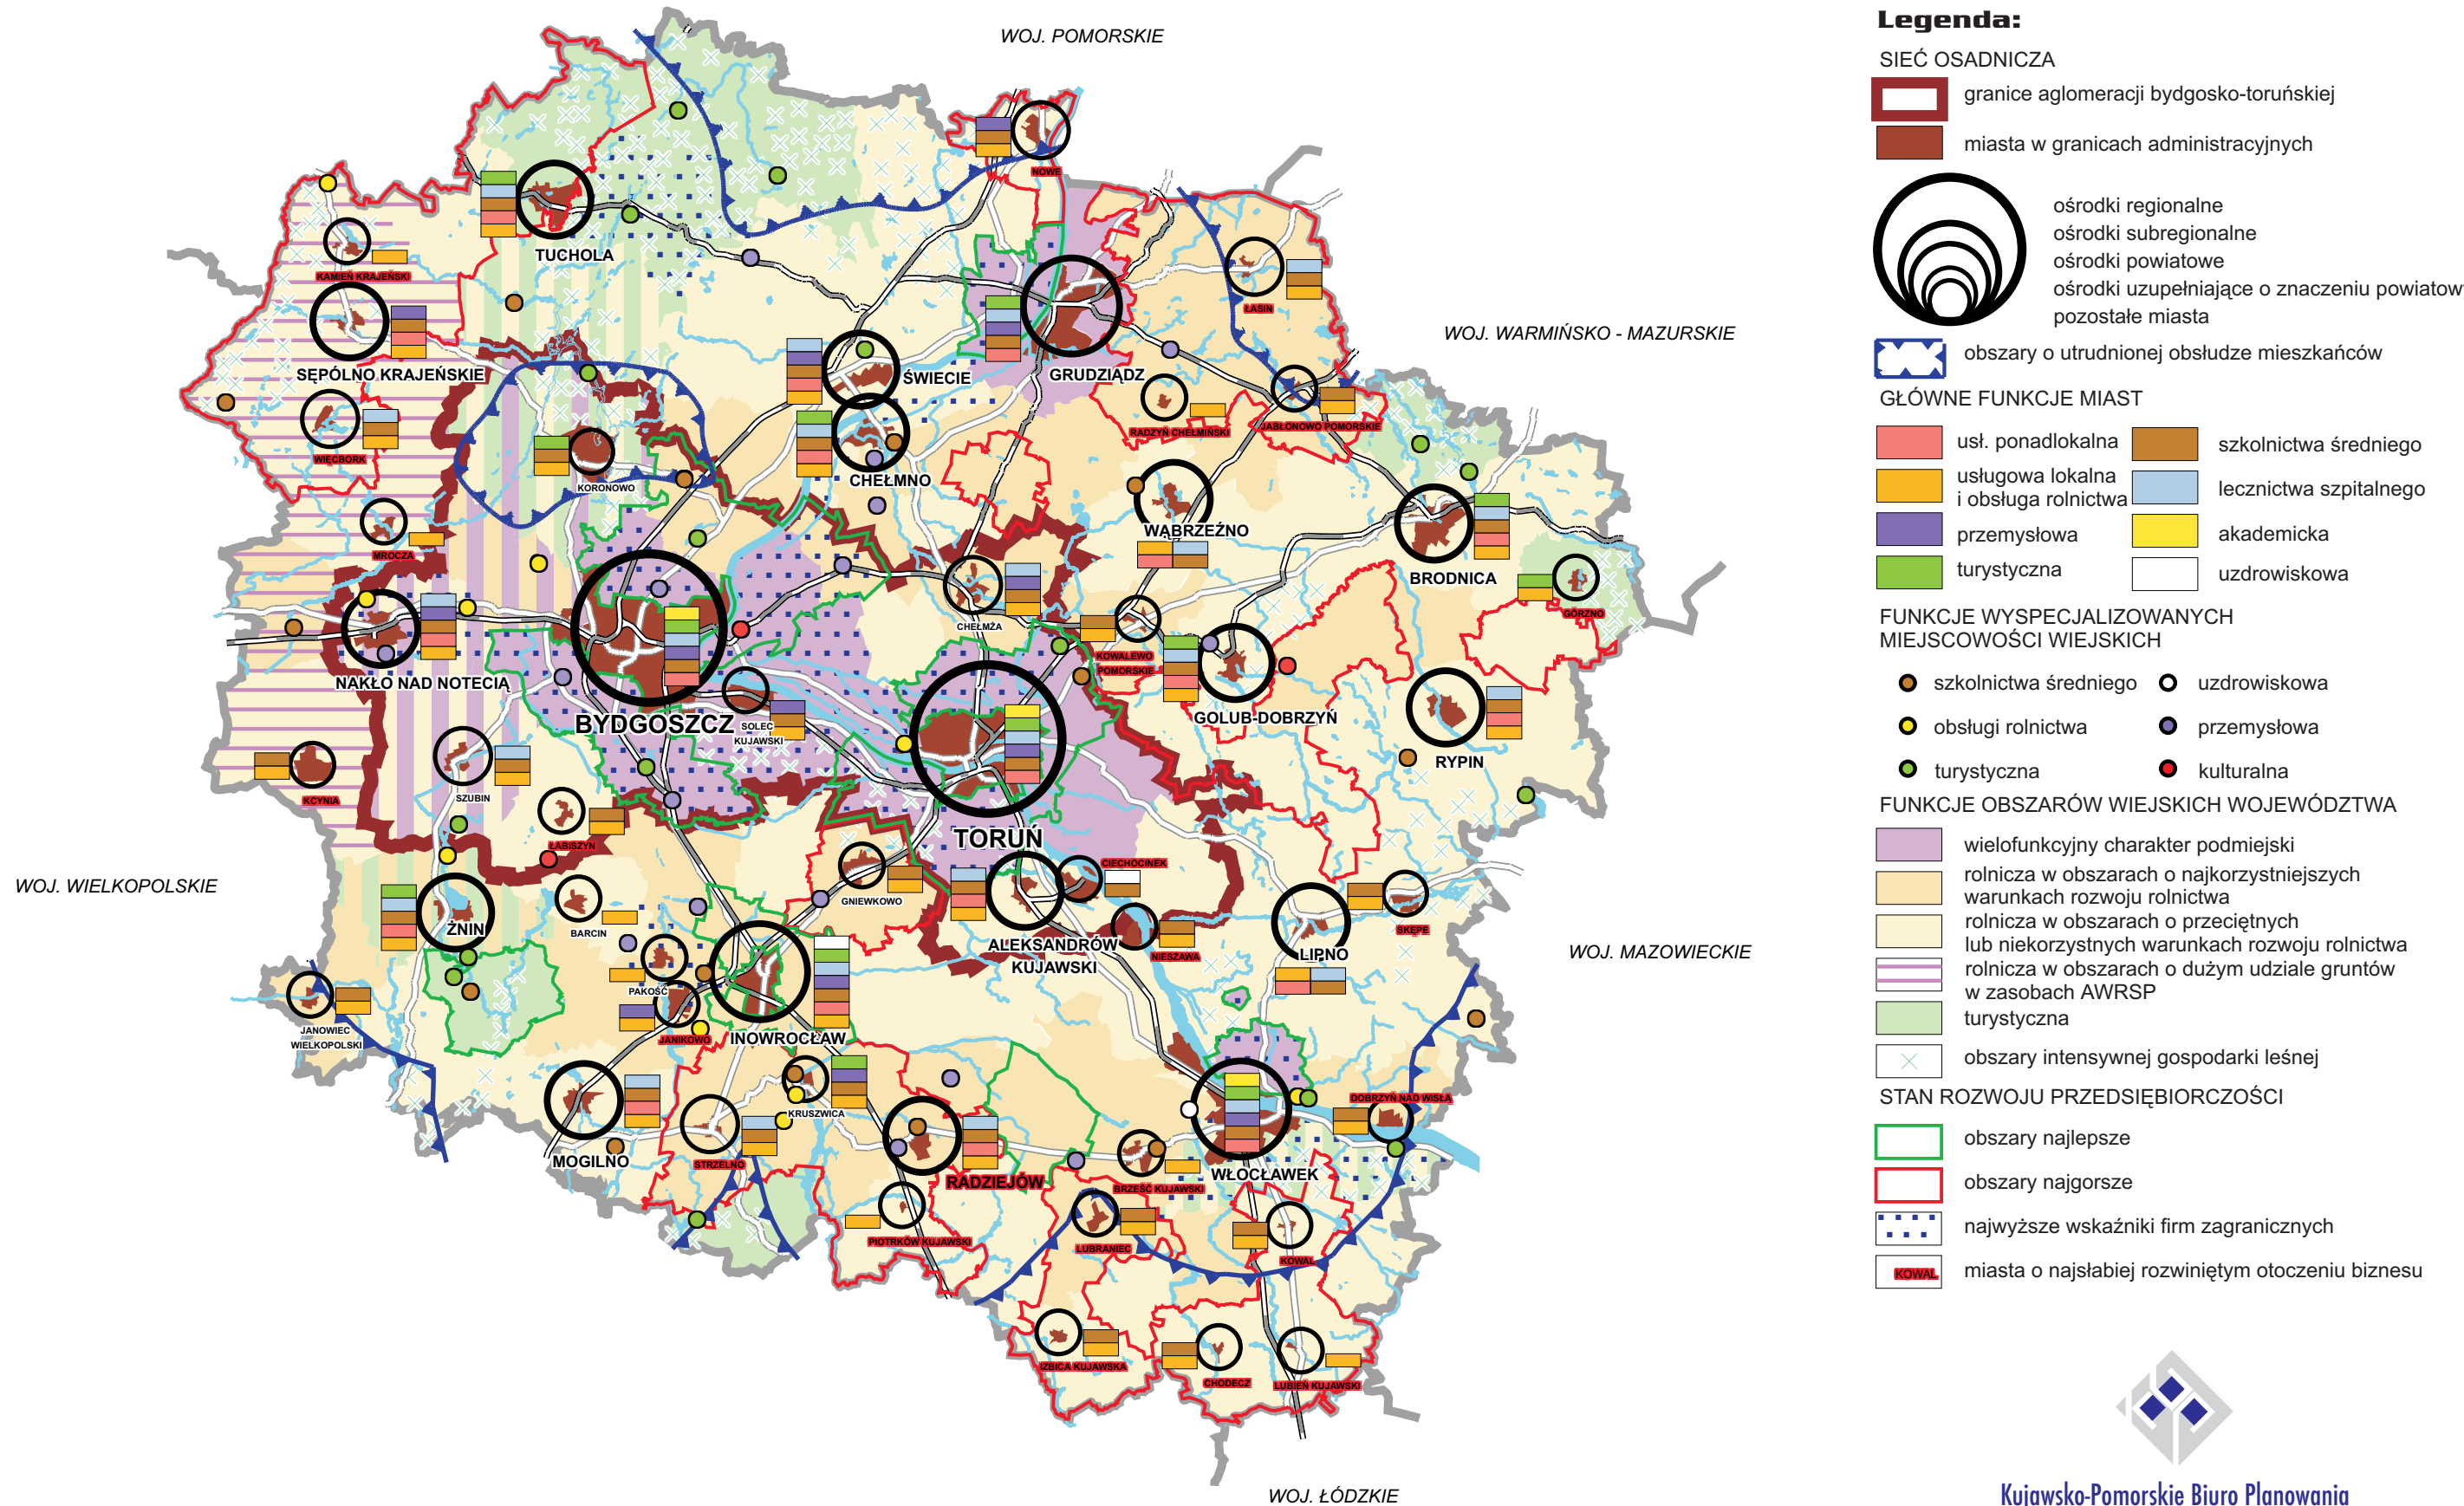 WOJ. POMORSKIE
NOWE
TUCHOLA
KAMIEŃ KRAJEŃSKI
ŁASIN
WOJ. WARMIŃSKO - MAZURSKIE
SĘPÓLNO KRAJEŃSKIE
ŚWIECIE
GRUDZIĄDZ
RADZYŃ CHEŁMIŃSKI
JABŁONOWO POMORSKIE
WIĘCBORK
KORONOWO
CHEŁMNO
WĄBRZEŹNO
MROCZA
BRODNICA
GÓRZNO
CHEŁMŻA
KOWALEWO
POMORSKIE
NAKŁO NAD NOTECIĄ
BYDGOSZCZ
SOLEC
KUJAWSKI
GOLUB-DOBRZYŃ
RYPIN
KCYNIA
SZUBIN
TORUŃ
ŁABISZYN
CIECHOCINEK
WOJ. WIELKOPOLSKIE
GNIEWKOWO
ŻNIN
BARCIN
SKĘPE
ALEKSANDRÓW
KUJAWSKI
NIESZAWA
LIPNO
WOJ. MAZOWIECKIE
PAKOŚĆ
JANOWIEC
WIELKOPOLSKI
JANIKOWO
INOWROCŁAW
KRUSZWICA
DOBRZYŃ NAD WISŁĄ
MOGILNO
STRZELNO
RADZIEJÓW
BRZEŚĆ KUJAWSKI
WŁOCŁAWEK
PIOTRKÓW KUJAWSKI
LUBRANIEC
KOWAL
IZBICA KUJAWSKA
CHODECZ
LUBIEŃ KUJAWSKI
WOJ. ŁÓDZKIE
Legenda:
SIEĆ OSADNICZA
granice aglomeracji bydgosko-toruńskiej
miasta w granicach administracyjnych
ośrodki regionalne
ośrodki subregionalne
ośrodki powiatowe
ośrodki uzupełniające o znaczeniu powiatow
pozostałe miasta
obszary o utrudnionej obsłudze mieszkańców
GŁÓWNE FUNKCJE MIAST
usł. ponadlokalna
szkolnictwa średniego
usługowa lokalna
i obsługa rolnictwa
lecznictwa szpitalnego
przemysłowa
akademicka
turystyczna
uzdrowiskowa
FUNKCJE WYSPECJALIZOWANYCH
MIEJSCOWOŚCI WIEJSKICH
szkolnictwa średniego
uzdrowiskowa
obsługi rolnictwa
przemysłowa
turystyczna
kulturalna
FUNKCJE OBSZARÓW WIEJSKICH WOJEWÓDZTWA
wielofunkcyjny charakter podmiejski
rolnicza w obszarach o najkorzystniejszych
warunkach rozwoju rolnictwa
rolnicza w obszarach o przeciętnych
lub niekorzystnych warunkach rozwoju rolnictwa
rolnicza w obszarach o dużym udziale gruntów
w zasobach AWRSP
turystyczna
obszary intensywnej gospodarki leśnej
STAN ROZWOJU PRZEDSIĘBIORCZOŚCI
obszary najlepsze
obszary najgorsze
najwyższe wskaźniki firm zagranicznych
KOWAL
miasta o najsłabiej rozwiniętym otoczeniu biznesu
Kujawsko-Pomorskie Biuro Planowania